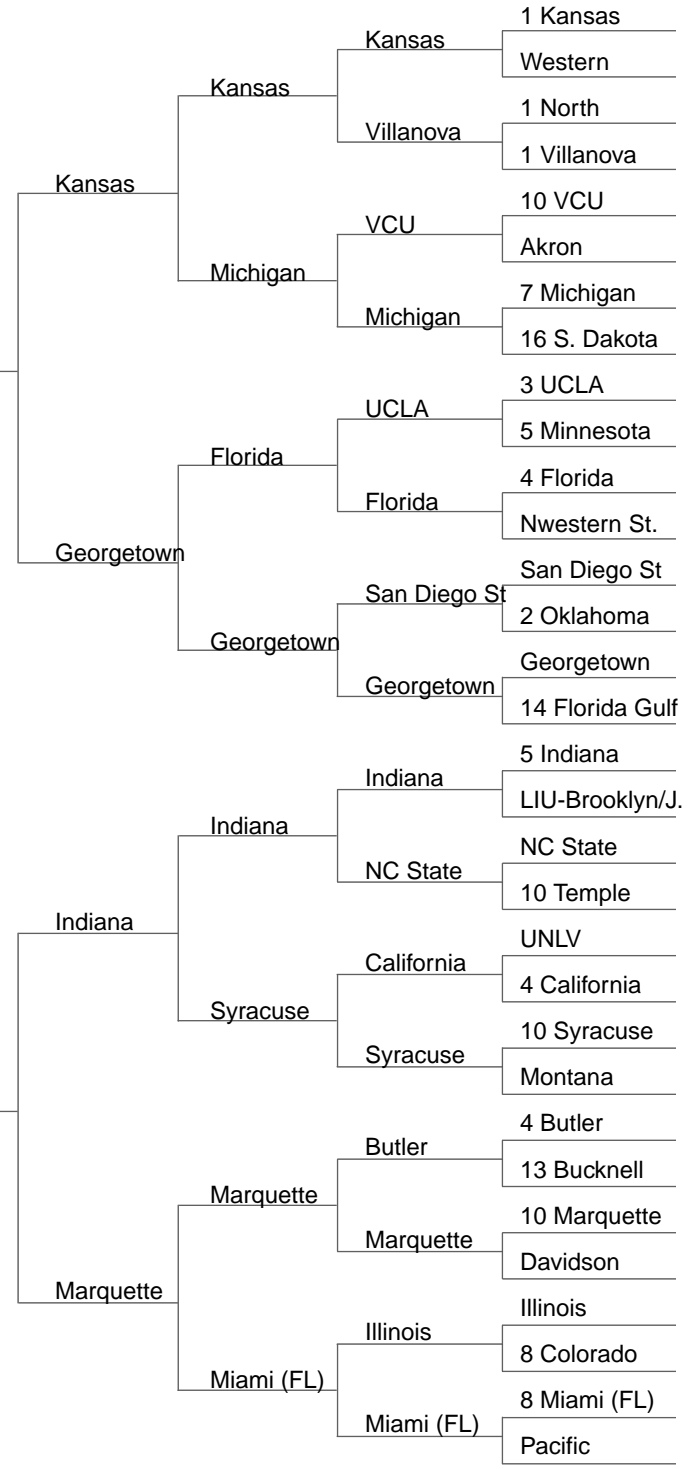 1 Kansas
Kansas
Western
Kansas
1 North
Villanova
1 Villanova
Kansas
10 VCU
VCU
Akron
Michigan
7 Michigan
Michigan
16 S. Dakota
3 UCLA
UCLA
5 Minnesota
Florida
4 Florida
Florida
Nwestern St.
Georgetown
San Diego St
San Diego St
2 Oklahoma
Georgetown
Georgetown
Georgetown
14 Florida Gulf
5 Indiana
Indiana
LIU-Brooklyn/J.
Indiana
NC State
NC State
10 Temple
Indiana
UNLV
California
4 California
Syracuse
10 Syracuse
Syracuse
Montana
4 Butler
Butler
13 Bucknell
Marquette
10 Marquette
Marquette
Davidson
Marquette
Illinois
Illinois
8 Colorado
Miami (FL)
8 Miami (FL)
Miami (FL)
Pacific